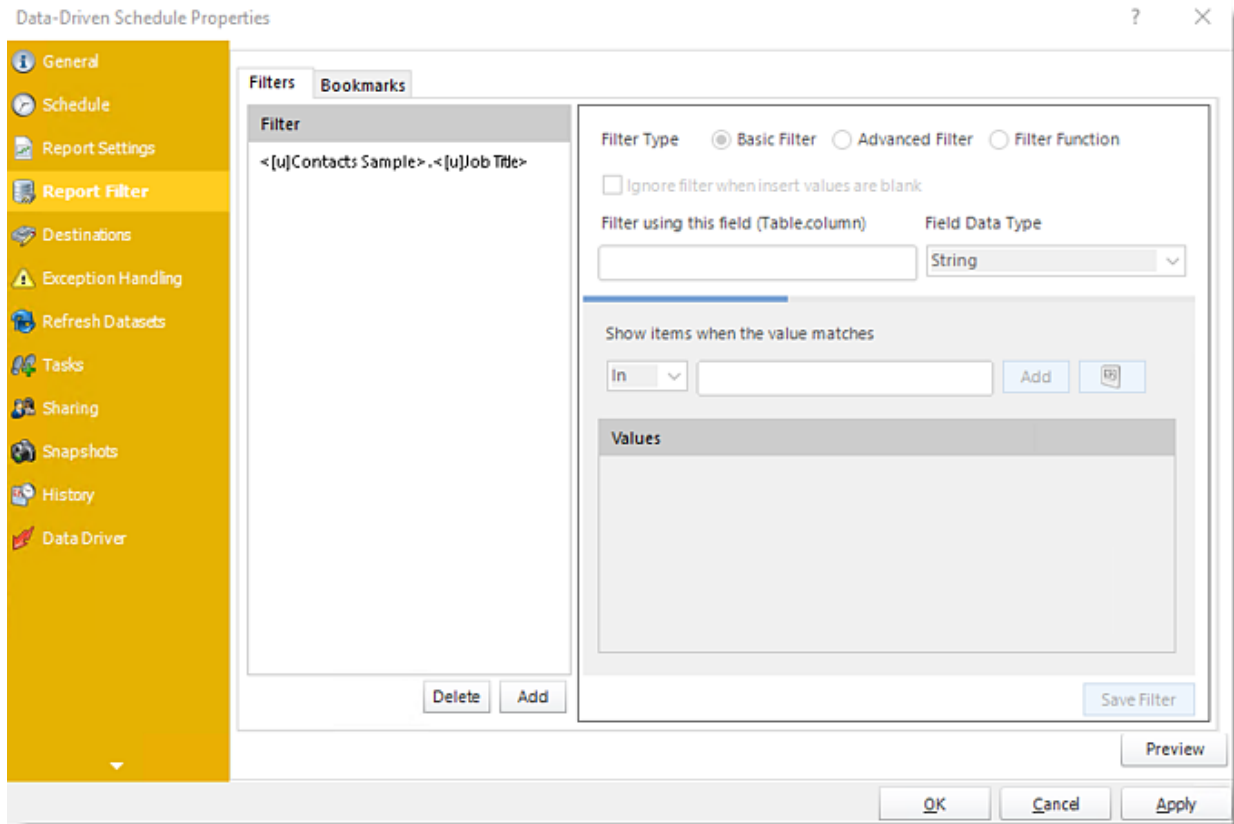 Data-Driven Schedule Properties
?
General
Schedule
Report Settings
Report Filter
Destinations
Exception Handling
Refresh Datasets
Tasks
Sharing
Snapshots
History
Data Driver
Filters
Bookmarks
Filter
<[u]Contacts Sample>.<[u]Job Title>
Delete
Add
Filter Type
Basic Filter
Advanced Filter
Filter Function
Ignore filter when insert values are blank
Filter using this field (Table.column)
Field Data Type
String
Show items when the value matches
In
Add
Values
Save Filter
Preview
OK
Cancel
Apply